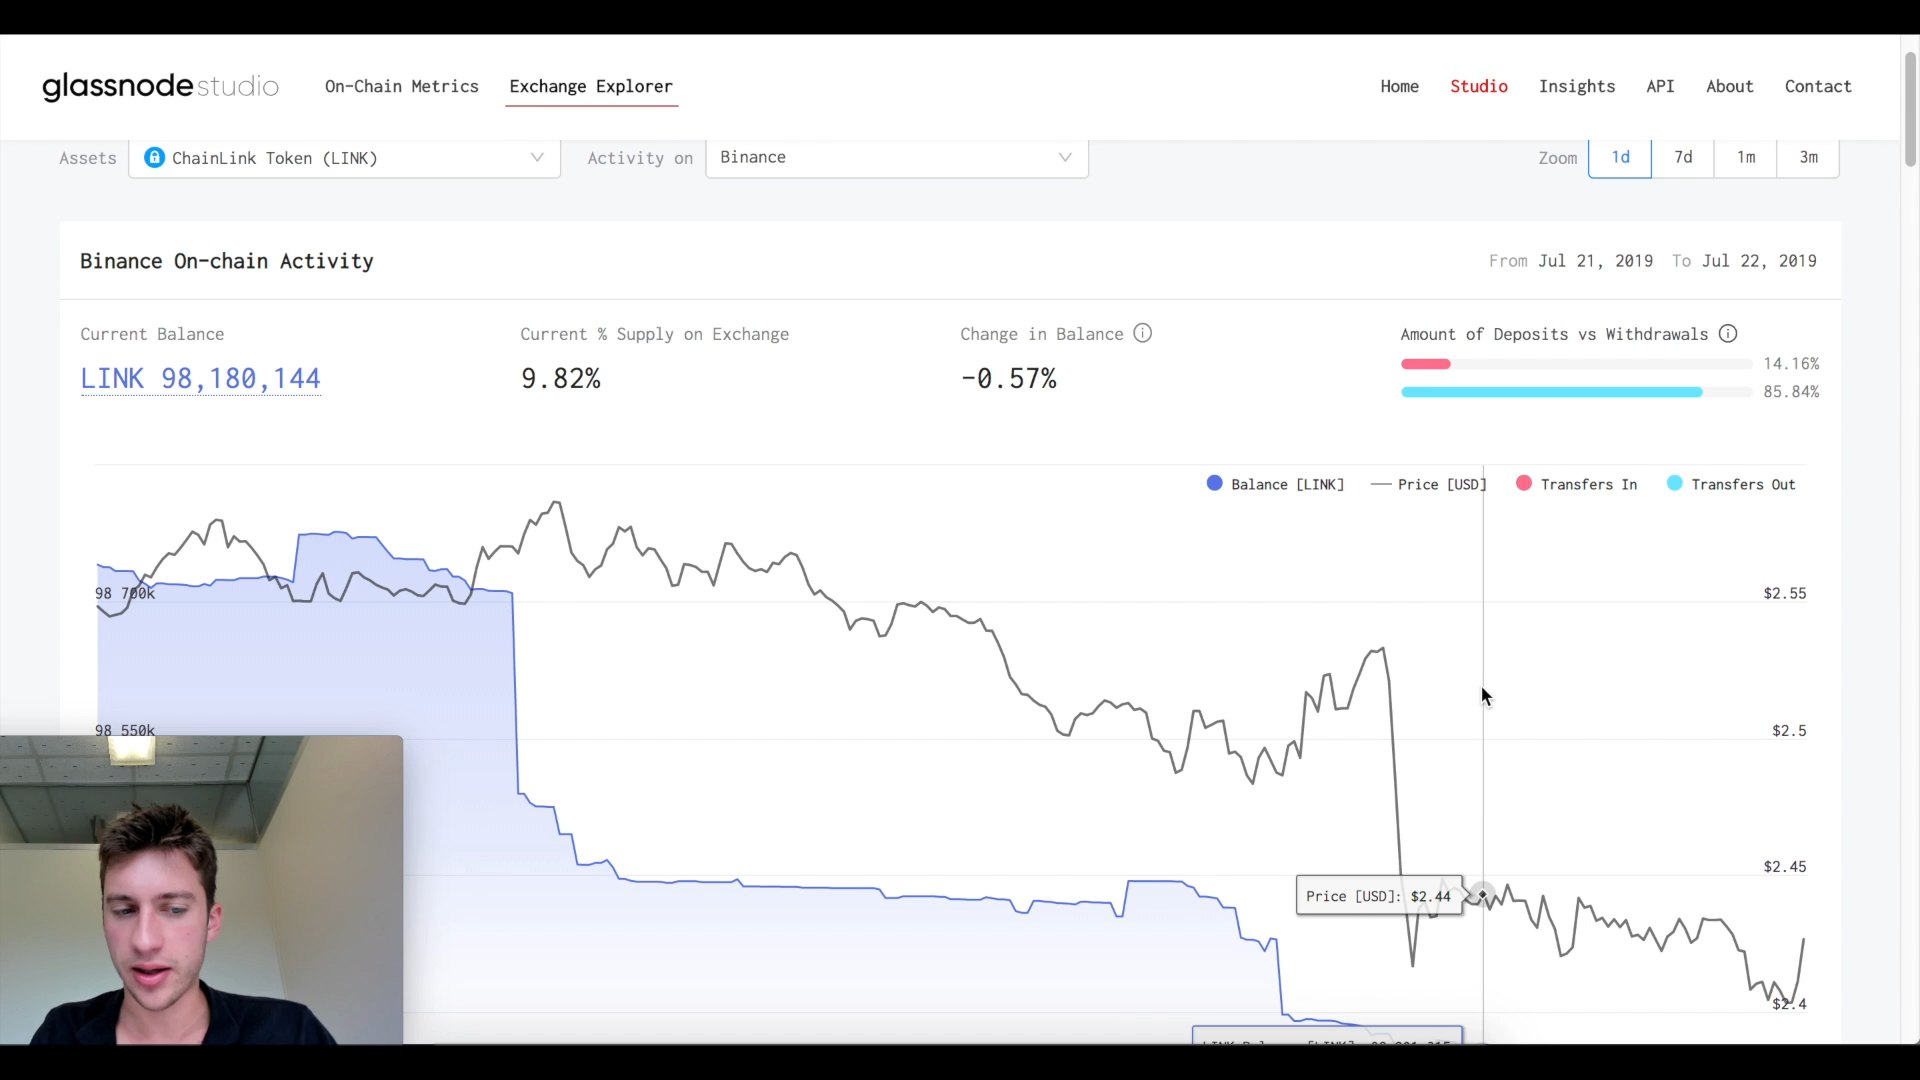 glassnodestudio On-Chain Metrics Exchange Explorer Home Studio Insights API About Contact
Assets ChainLink Token (LINK) Activity on Binance Zoom 1d 7d 1m 3m
Binance On-chain Activity From Jul 21, 2019 To Jul 22, 2019
Current Balance Current % Supply on Exchange Change in Balance Amount of Deposits vs Withdrawals
LINK 98,180,144 9.82% -0.57% 14.16%
85.84%
Balance [LINK] Price [USD] Transfers In Transfers Out
98 700k $2.55
98 550k $2.5
$2.45
Price [USD]: $2.44
$2.4